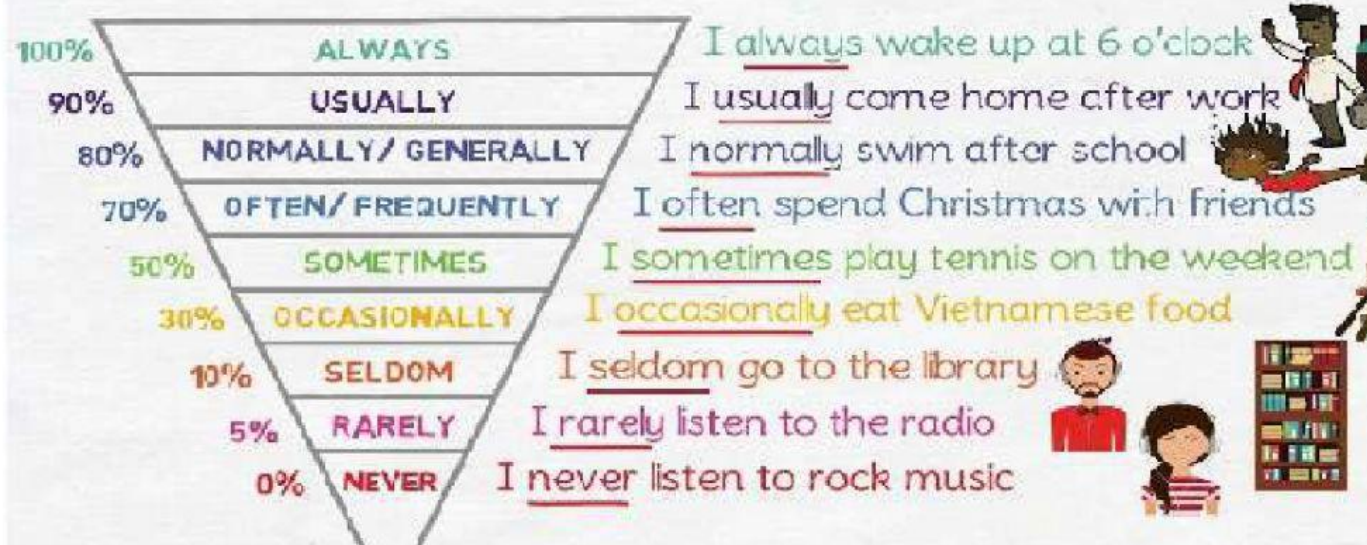 100% ALWAYS I always wake up at 6 o'clock
90% USUALLY I usually come home after work
80% NORMALLY/ GENERALLY I normally swim after school
70% OFTEN/ FREQUENTLY I often spend Christmas with friends
50% SOMETIMES I sometimes play tennis on the weekend
30% OCCASIONALLY I occasionally eat Vietnamese food
10% SELDOM I seldom go to the library
5% RARELY I rarely listen to the radio
0% NEVER I never listen to rock music